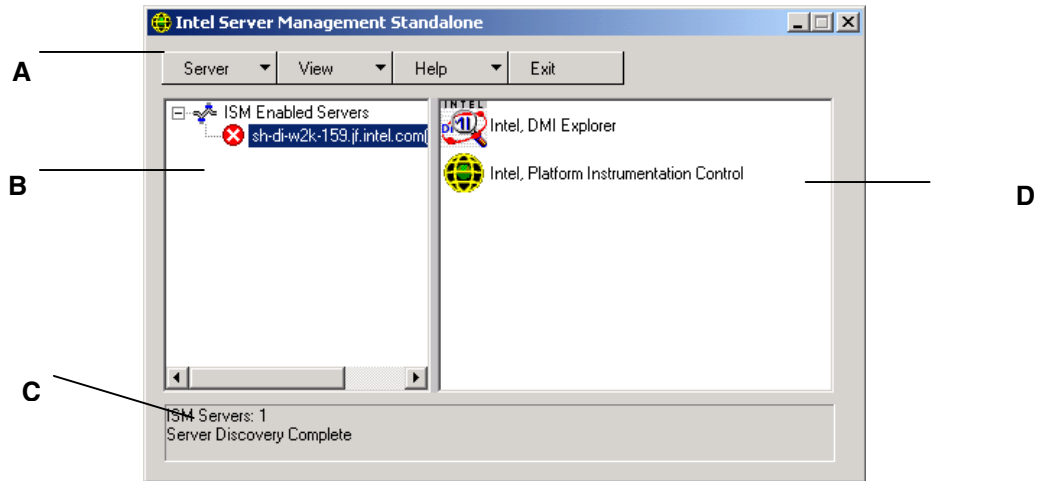 Intel Server Management Standalone
A
Server View Help Exit
ISM Enabled Servers
sh-di-w2k-159.jf.intel.com(
INTEL
DMI
Intel, DMI Explorer
B
Intel, Platform Instrumentation Control
D
C
ISM Servers: 1
Server Discovery Complete